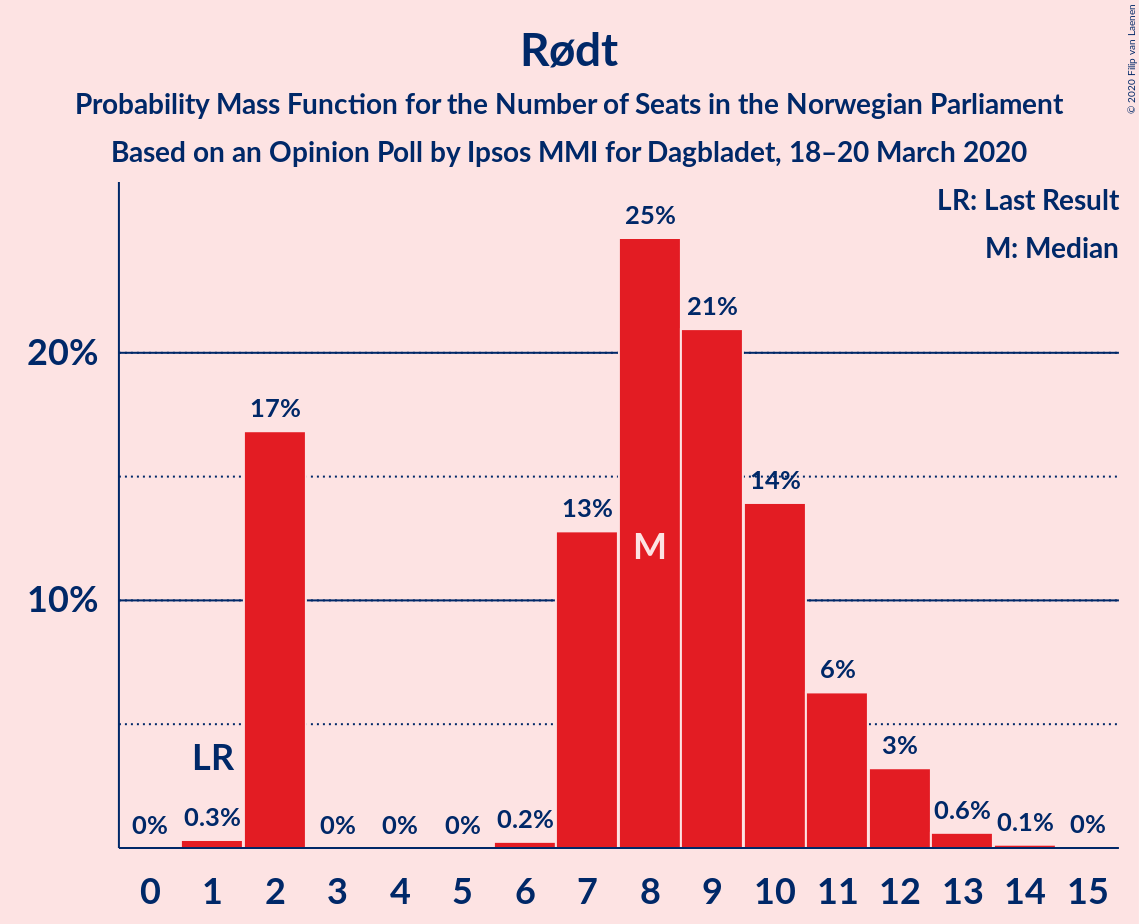 Rødt
Probability Mass Function for the Number of Seats in the Norwegian Parliament
Based on an Opinion Poll by Ipsos MMI for Dagbladet, 18–20 March 2020
© 2020 Filip van Laenen
LR: Last Result
M: Median
20%
10%
0%
0.3%
17%
0%
0%
0%
0.2%
13%
25%
21%
14%
6%
3%
0.6%
0.1%
0%
LR
M
0 1 2 3 4 5 6 7 8 9 10 11 12 13 14 15